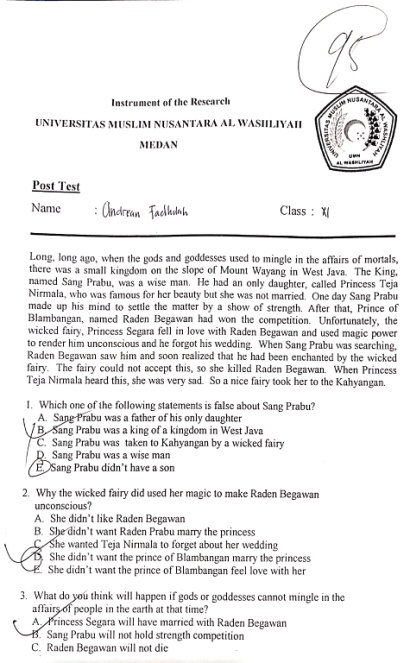 95
Instrument of the Research
UNIVERSITAS MUSLIM NUSANTARA AL WASHLIYAH
MEDAN
UNIVERSITAS MUSLIM NUSANTARA AL WASHLIYAH
UMN
AL WASHLIYAH
Post Test
Name : Andrean Fadhilah Class : XI
Long, long ago, when the gods and goddesses used to mingle in the affairs of mortals,
there was a small kingdom on the slope of Mount Wayang in West Java. The King,
named Sang Prabu, was a wise man. He had an only daughter, called Princess Teja
Nirmala, who was famous for her beauty but she was not married. One day Sang Prabu
made up his mind to settle the matter by a show of strength. After that, Prince of
Blambangan, named Raden Begawan had won the competition. Unfortunately, the
wicked fairy, Princess Segara fell in love with Raden Begawan and used magic power
to render him unconscious and he forgot his wedding. When Sang Prabu was searching,
Raden Begawan saw him and soon realized that he had been enchanted by the wicked
fairy. The fairy could not accept this, so she killed Raden Begawan. When Princess
Teja Nirmala heard this, she was very sad. So a nice fairy took her to the Kahyangan.
1. Which one of the following statements is false about Sang Prabu?
A. Sang Prabu was a father of his only daughter
B. Sang Prabu was a king of a kingdom in West Java
C. Sang Prabu was taken to Kahyangan by a wicked fairy
D. Sang Prabu was a wise man
E. Sang Prabu didn't have a son
2. Why the wicked fairy did used her magic to make Raden Begawan
unconscious?
A. She didn't like Raden Begawan
B. She didn't want Raden Prabu marry the princess
C. She wanted Teja Nirmala to forget about her wedding
D. She didn't want the prince of Blambangan marry the princess
E. She didn't want the prince of Blambangan feel love with her
3. What do you think will happen if gods or goddesses cannot mingle in the
affairs of people in the earth at that time?
A. Princess Segara will have married with Raden Begawan
B. Sang Prabu will not hold strength competition
C. Raden Begawan will not die